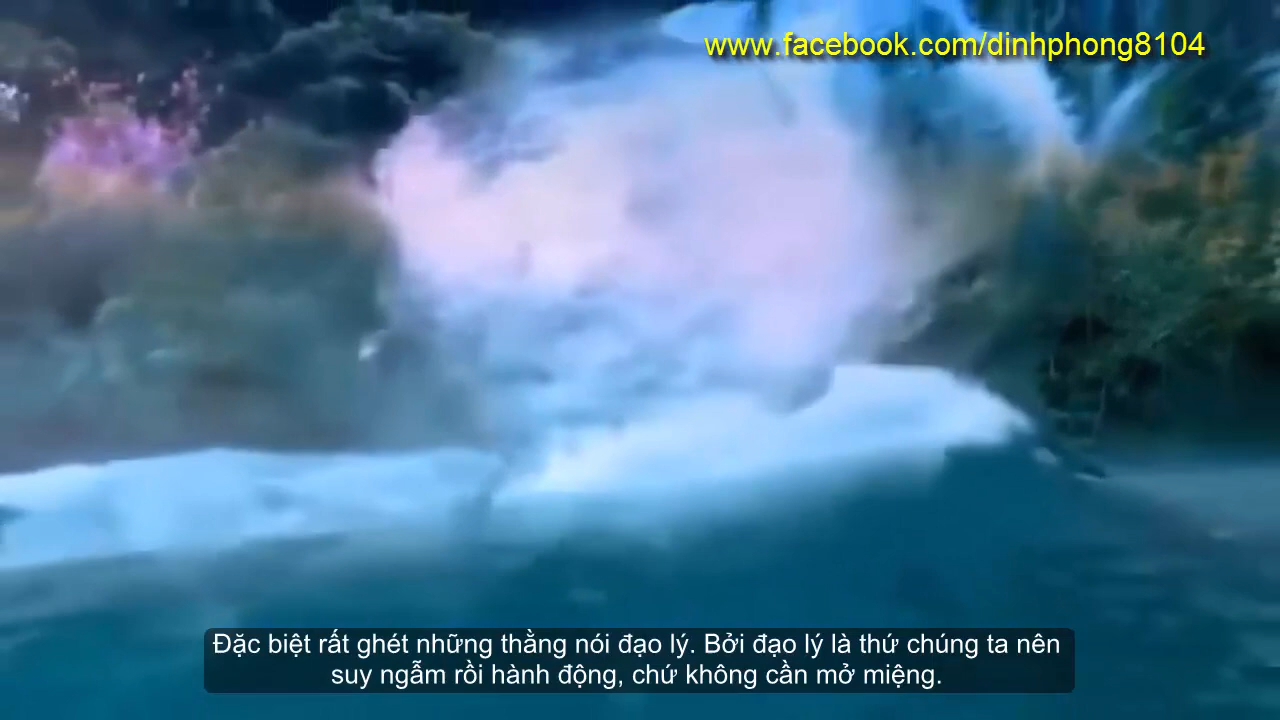 www.facebook.com/dinhphong8104
Đặc biệt rất ghét những thằng nói đạo lý. Bởi đạo lý là thứ chúng ta nên
suy ngẫm rồi hành động, chứ không cần mở miệng.